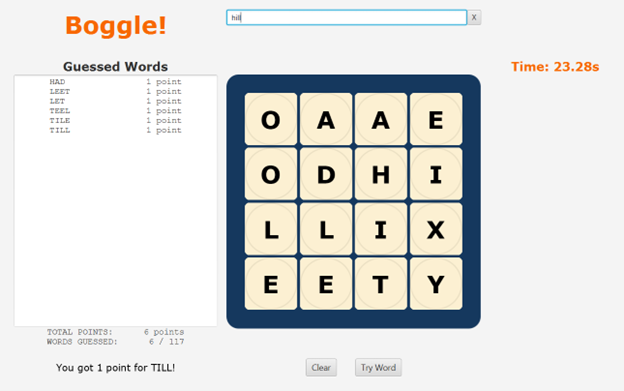 Boggle!
hill
X
Guessed Words
Time: 23.28s
HAD 1 point
LEET 1 point
LET 1 point
TEEL 1 point
TILE 1 point
TILL 1 point
O A A E
O D H I
L L I X
E E T Y
TOTAL POINTS: 6 points
WORDS GUESSED: 6 / 117
You got 1 point for TILL!
Clear Try Word